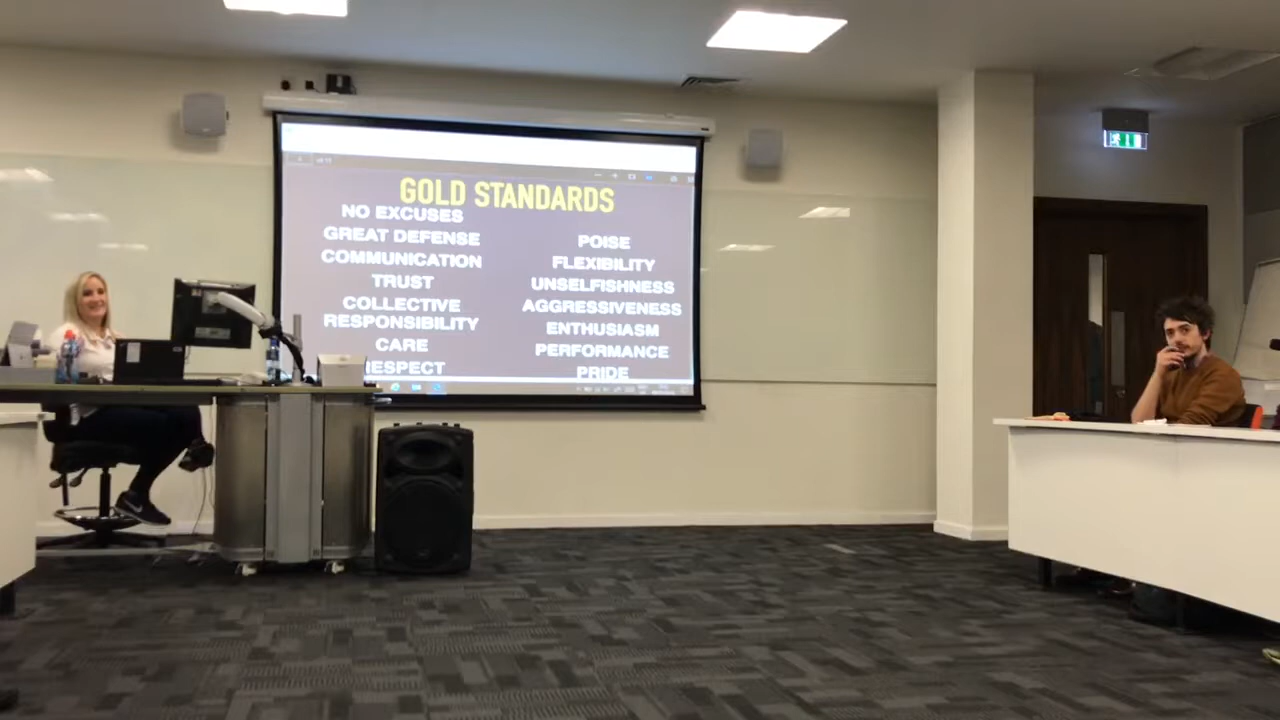 GOLD STANDARDS
NO EXCUSES
GREAT DEFENSE
COMMUNICATION
TRUST
COLLECTIVE
RESPONSIBILITY
CARE
RESPECT
POISE
FLEXIBILITY
UNSELFISHNESS
AGGRESSIVENESS
ENTHUSIASM
PERFORMANCE
PRIDE